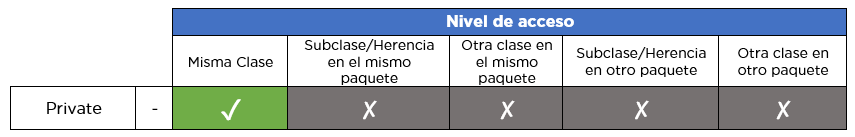 Nivel de acceso
Misma Clase
Subclase/Herencia
en el mismo
paquete
Otra clase en
el mismo
paquete
Subclase/Herencia
en otro paquete
Otra clase en
otro paquete
Private - ✓ ✗ ✗ ✗ ✗